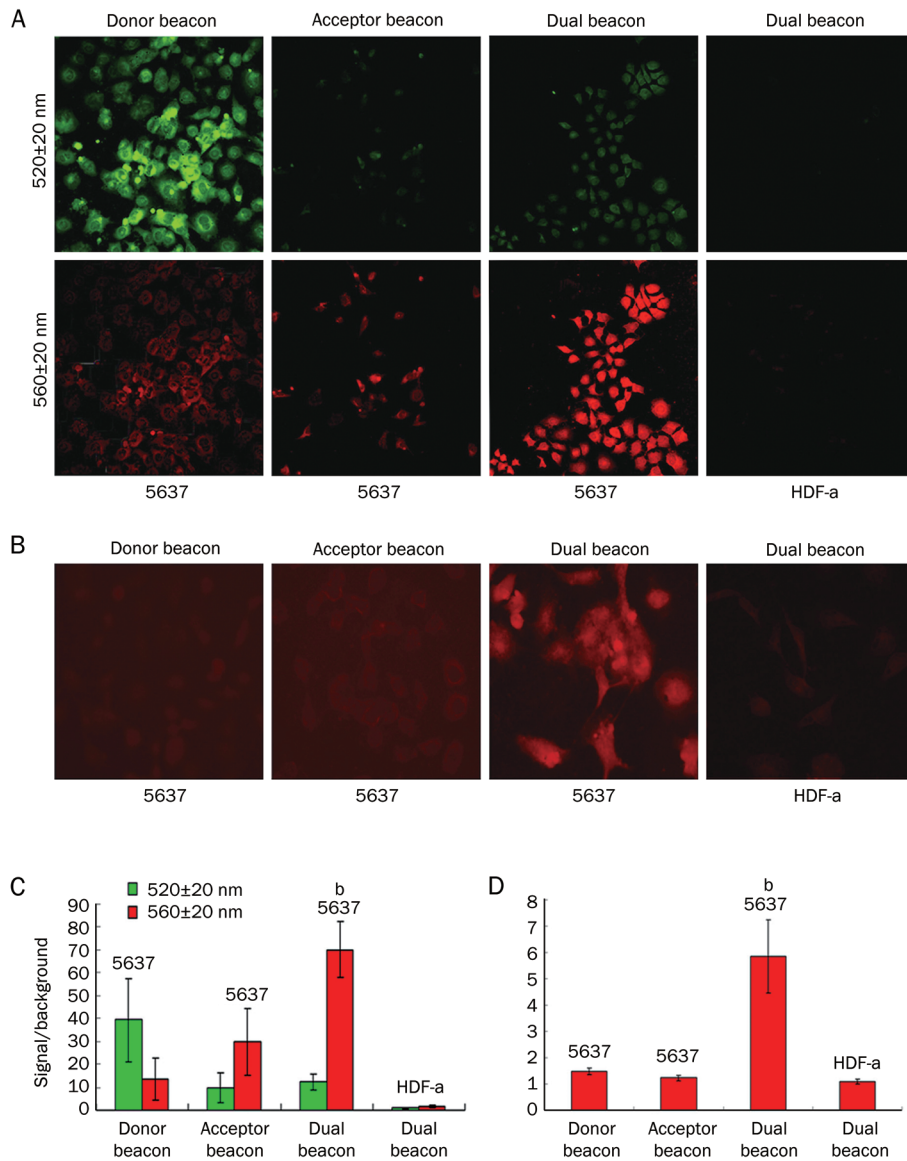 A
Donor beacon
Acceptor beacon
Dual beacon
Dual beacon
520±20 nm
560±20 nm
5637
5637
5637
HDF-a
B
Donor beacon
Acceptor beacon
Dual beacon
Dual beacon
5637
5637
5637
HDF-a
C
520±20 nm
560±20 nm
Signal/background
90
80
70
60
50
40
30
20
10
0
5637
5637
b
5637
HDF-a
Donor
beacon
Acceptor
beacon
Dual
beacon
Dual
beacon
D
8
7
6
5
4
3
2
1
0
5637
5637
b
5637
HDF-a
Donor
beacon
Acceptor
beacon
Dual
beacon
Dual
beacon